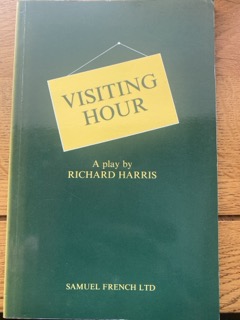 VISITING
HOUR
A play by
RICHARD HARRIS
SAMUEL FRENCH LTD